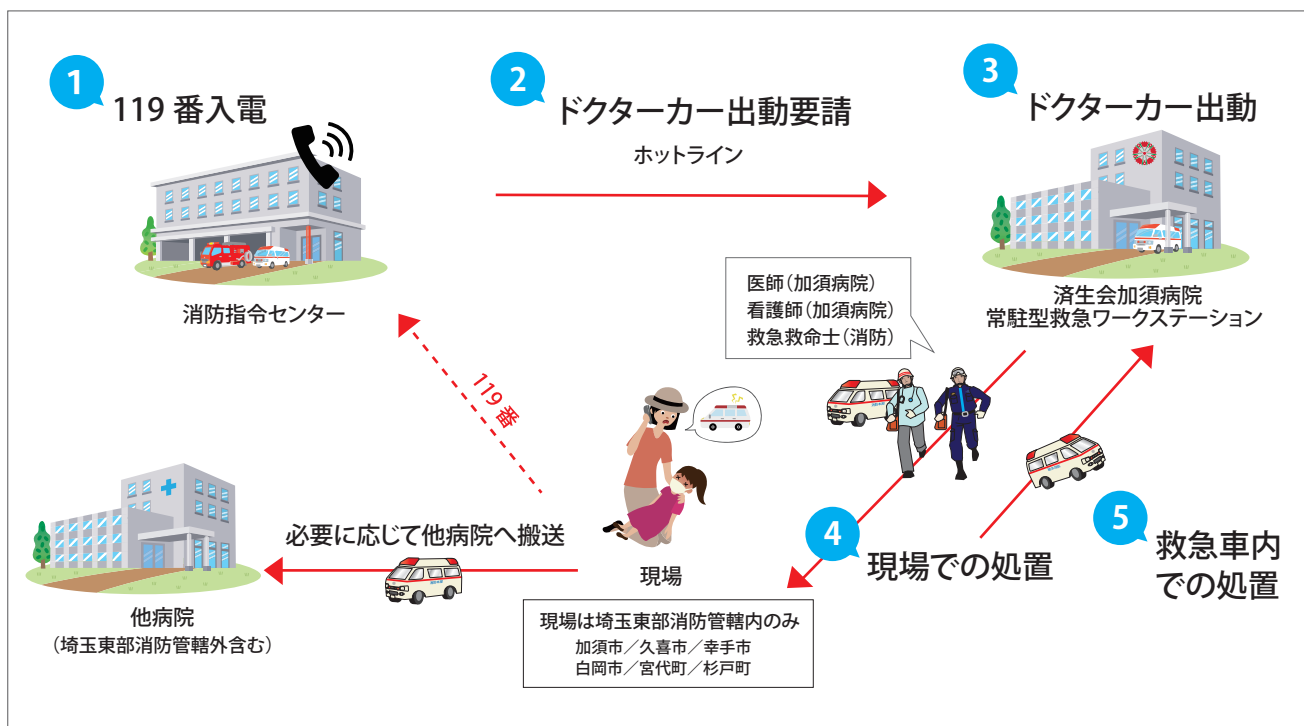 1
119番入電
2
ドクターカー出動要請
ホットライン
3
ドクターカー出動
消防指令センター
医師（加須病院）
看護師（加須病院）
救急救命士（消防）
済生会加須病院
常駐型救急ワークステーション
119番
必要に応じて他病院へ搬送
他病院
（埼玉東部消防管轄外含む）
現場
現場は埼玉東部消防管轄内のみ
加須市／久喜市／幸手市
白岡市／宮代町／杉戸町
4
現場での処置
5
救急車内
での処置